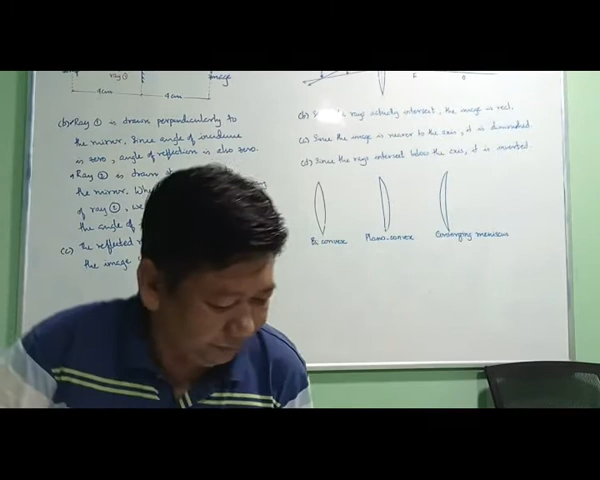 ray ①
image
4cm
4cm
(b) Ray ① is drawn perpendicularly to
the mirror. Since angle of incidence
is zero, angle of reflection is also zero.
Ray ② is drawn
the mirror.
of ray ②,
the angle of
(c) The reflected
the image
(b) rays actually intersect, the image is real.
(c) Since the image is nearer to the axis, it is diminished.
(d) Since the rays intersect below the axis, it is inverted.
Bi convex
Plano-convex
Converging meniscus